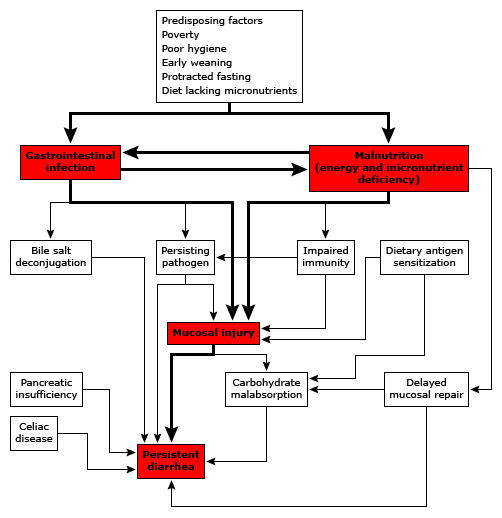 Predisposing factors
Poverty
Poor hygiene
Early weaning
Protracted fasting
Diet lacking micronutrients
Gastrointestinal
infection
Malnutrition
(energy and micronutrient
deficiency)
Bile salt
deconjugation
Persisting
pathogen
Impaired
immunity
Dietary antigen
sensitization
Mucosal injury
Pancreatic
insufficiency
Carbohydrate
malabsorption
Delayed
mucosal repair
Celiac
disease
Persistent
diarrhea